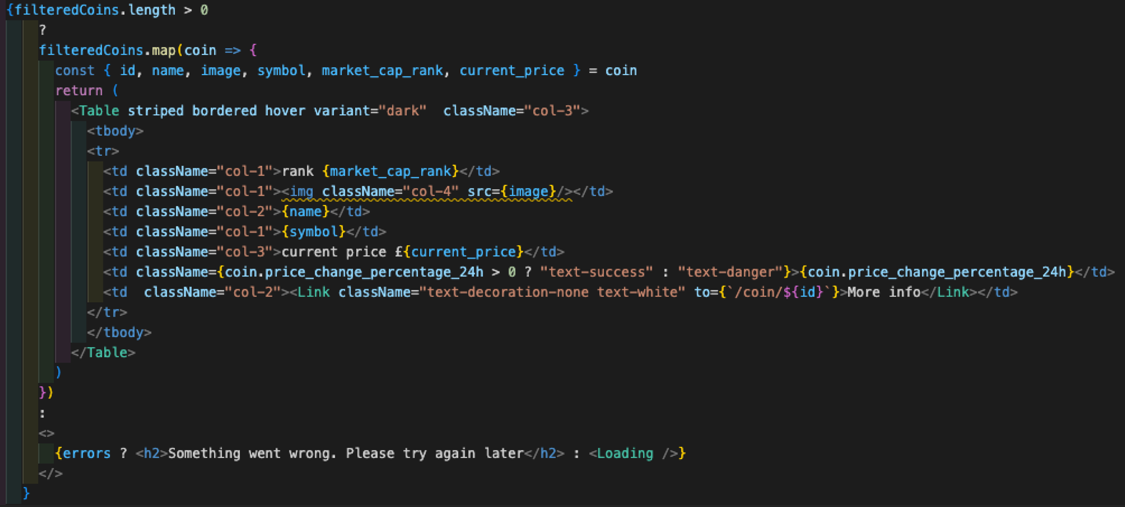 {filteredCoins.length > 0
?
filteredCoins.map(coin => {
const { id, name, image, symbol, market_cap_rank, current_price } = coin
return (
<Table striped bordered hover variant="dark"  className="col-3">
<tbody>
<tr>
<td className="col-1">rank {market_cap_rank}</td>
<td className="col-1"><img className="col-4" src={image}/></td>
<td className="col-2">{name}</td>
<td className="col-1">{symbol}</td>
<td className="col-3">current price £{current_price}</td>
<td className={coin.price_change_percentage_24h > 0 ? "text-success" : "text-danger"}>{coin.price_change_percentage_24h}</td>
<td  className="col-2"><Link className="text-decoration-none text-white" to={`/coin/${id}`}>More info</Link></td>
</tr>
</tbody>
</Table>
)
})
:
<>
{errors ? <h2>Something went wrong. Please try again later</h2> : <Loading />}
</>
}